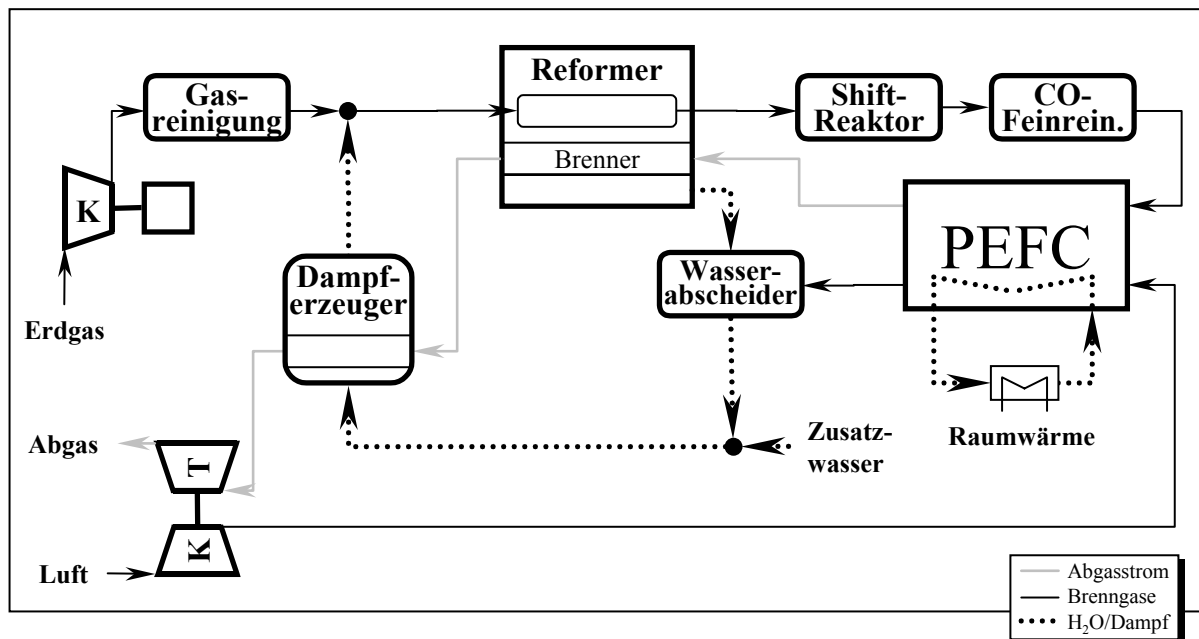 Reformer
Gas-
reinigung
Shift-
Reaktor
CO-
Feinrein.
Brenner
K
PEFC
Wasser-
abscheider
Dampf-
erzeuger
Erdgas
Raumwärme
Zusatz-
wasser
Abgas
T
K
Luft
Abgasstrom
Brenngase
H₂O/Dampf